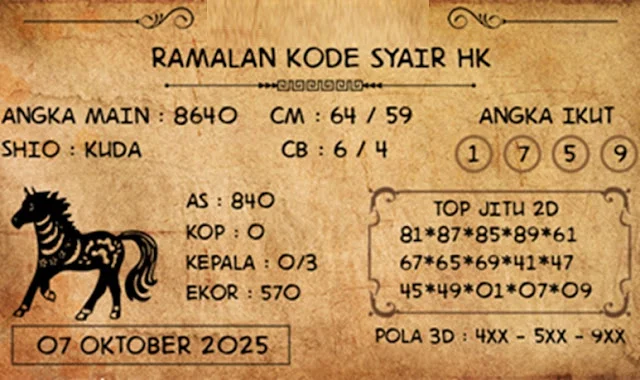 RAMALAN KODE SYAIR HK
ANGKA MAIN : 8640 CM : 64 / 59 ANGKA IKUT
SHIO : KUDA CB : 6 / 4 1 7 5 9
AS : 840
KOP : 0
KEPALA : 0/3
EKOR : 570
TOP JITU 2D
81*87*85*89*61
67*65*69*41*47
45*49*01*07*09
07 OKTOBER 2025
POLA 3D : 4XX - 5XX - 9XX